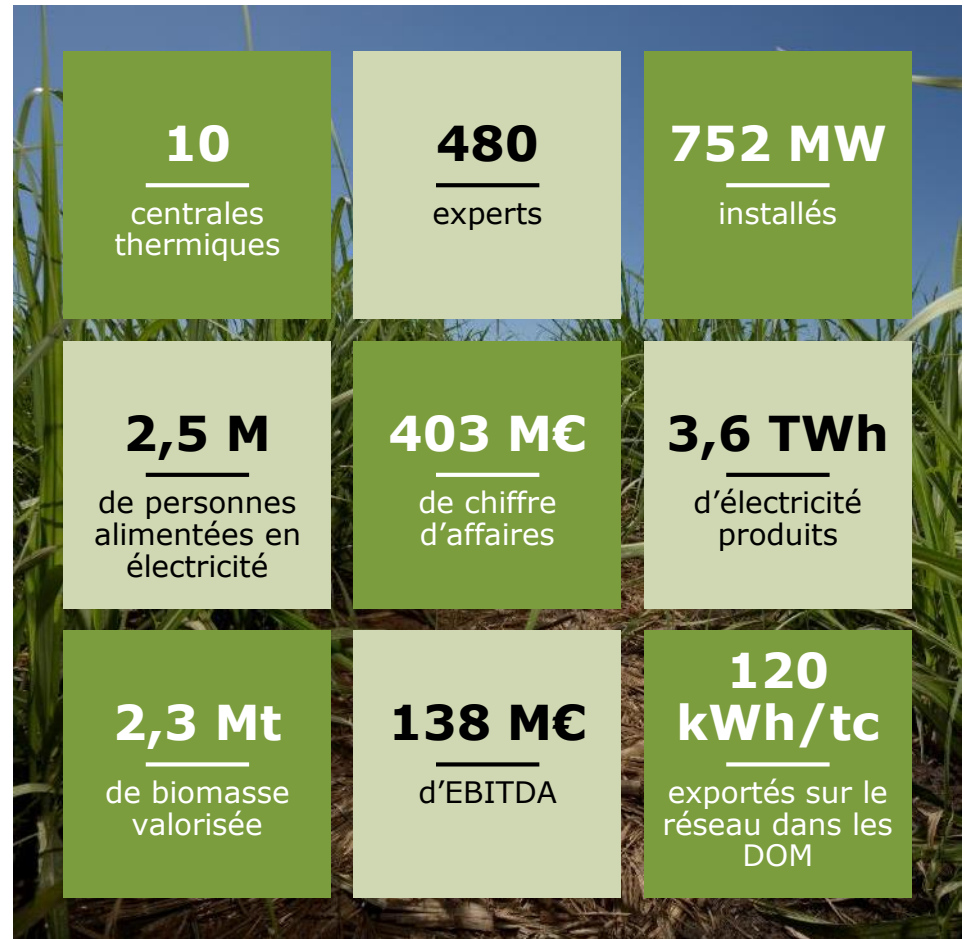 10
centrales
thermiques
480
experts
752 MW
installés
2,5 M
de personnes
alimentées en
électricité
403 M€
de chiffre
d’affaires
3,6 TWh
d’électricité
produits
2,3 Mt
de biomasse
valorisée
138 M€
d’EBITDA
120
kWh/tc
exportés sur le
réseau dans les
DOM